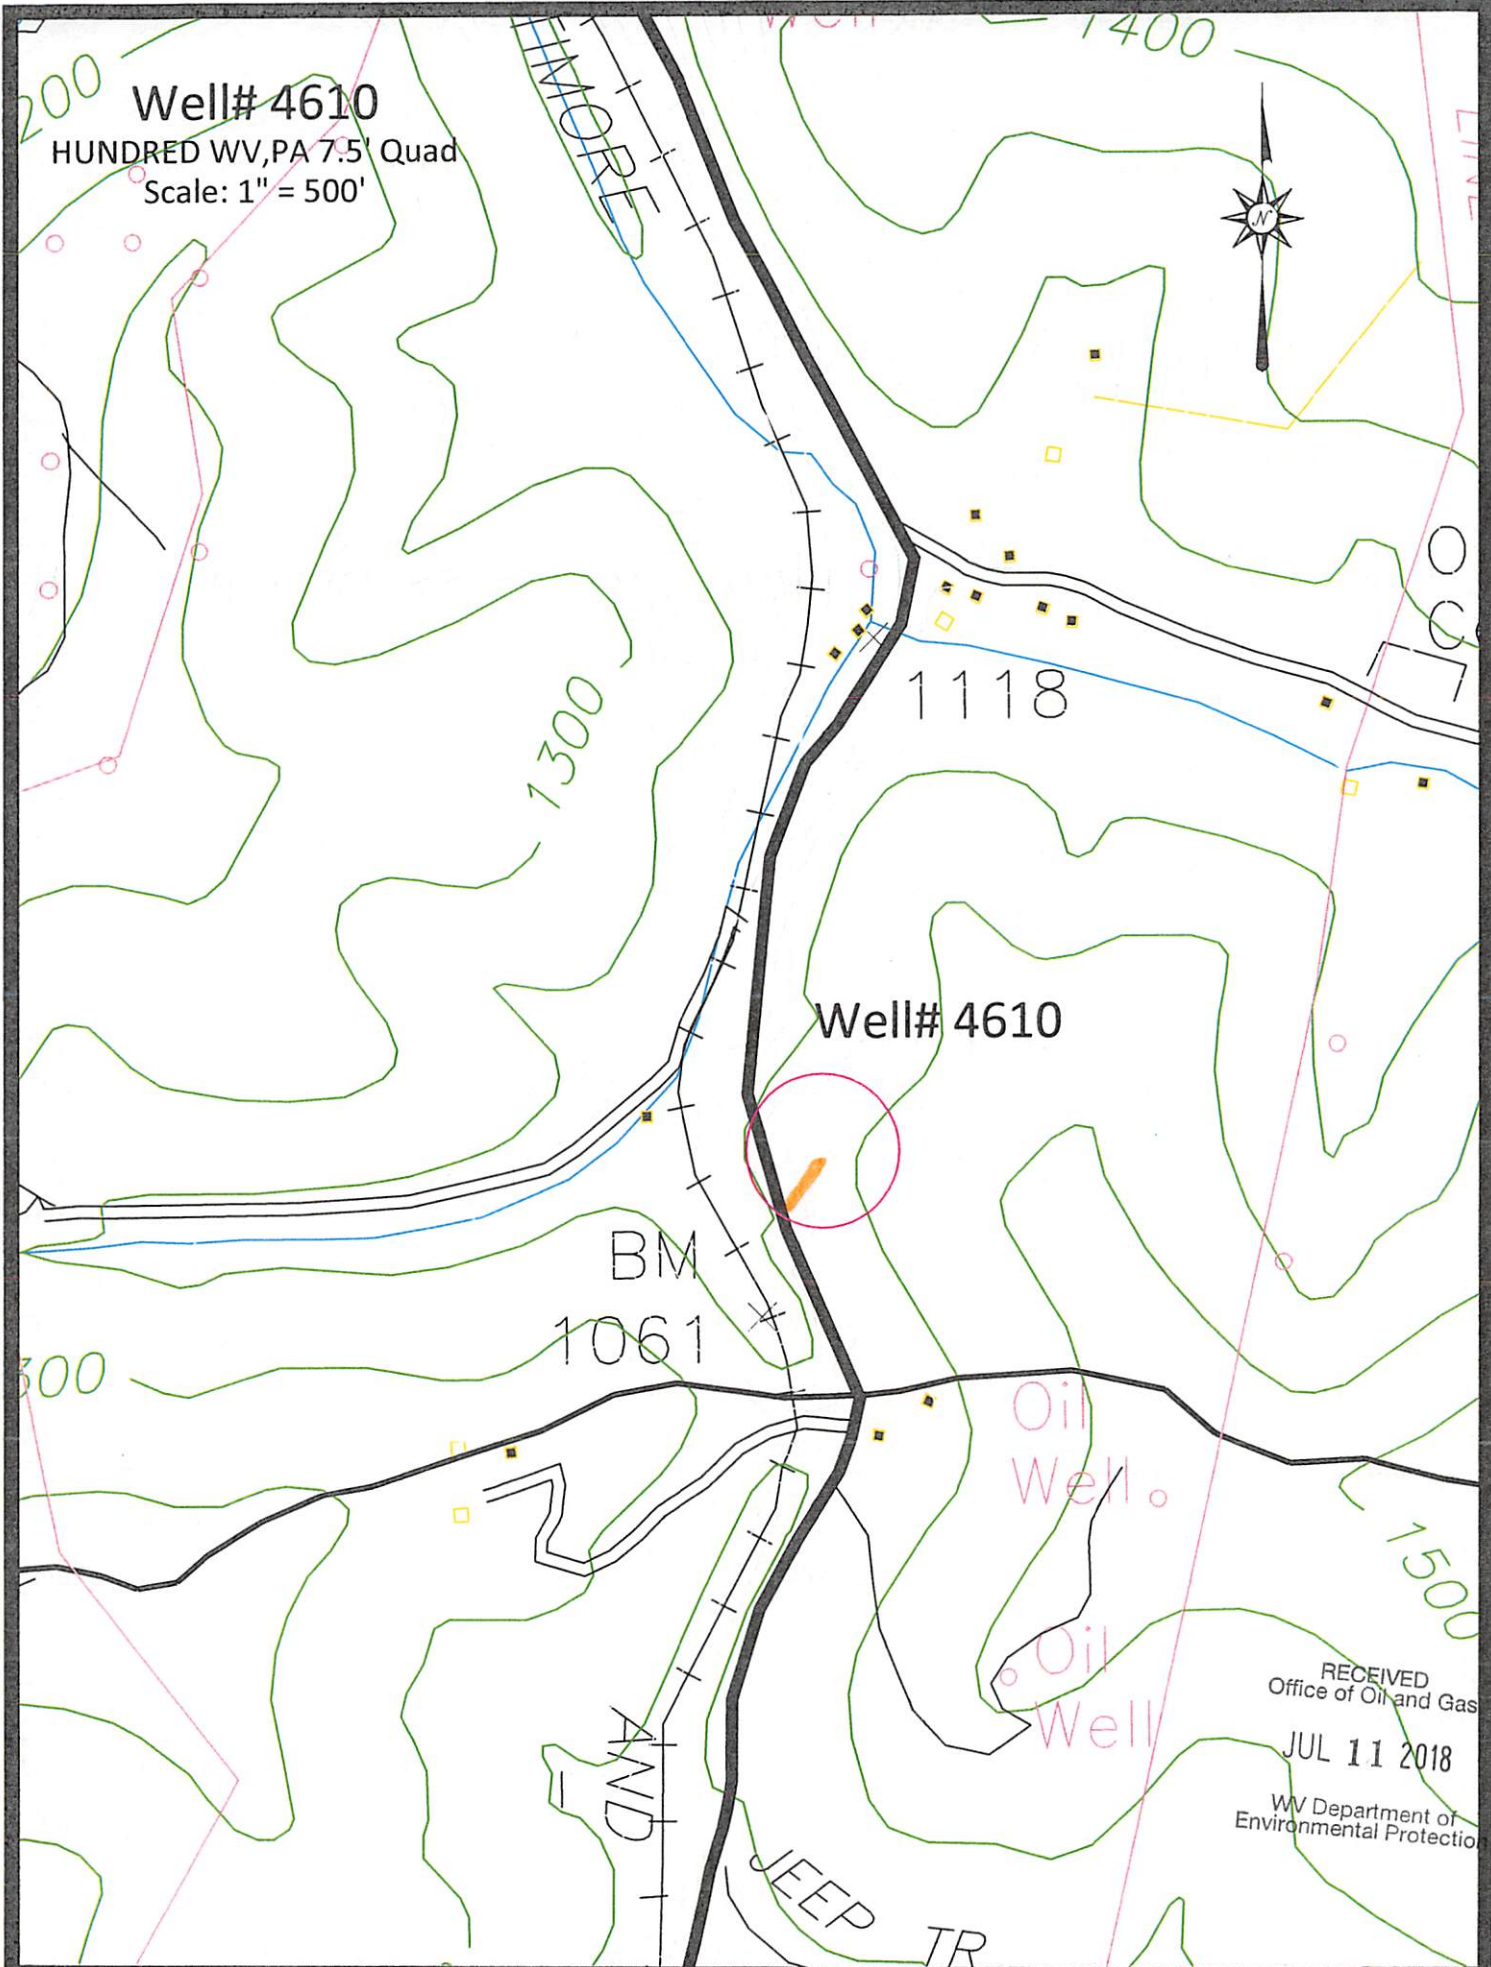 1400
200
Well# 4610
HUNDRED WV,PA 7.5' Quad
Scale: 1" = 500'
N
1118
1300
Well# 4610
BM
1061
300
Oil
Well
1500
Oil
Well
RECEIVED
Office of Oil and Gas
JUL 11 2018
WV Department of
Environmental Protection
AND
JEEP TR